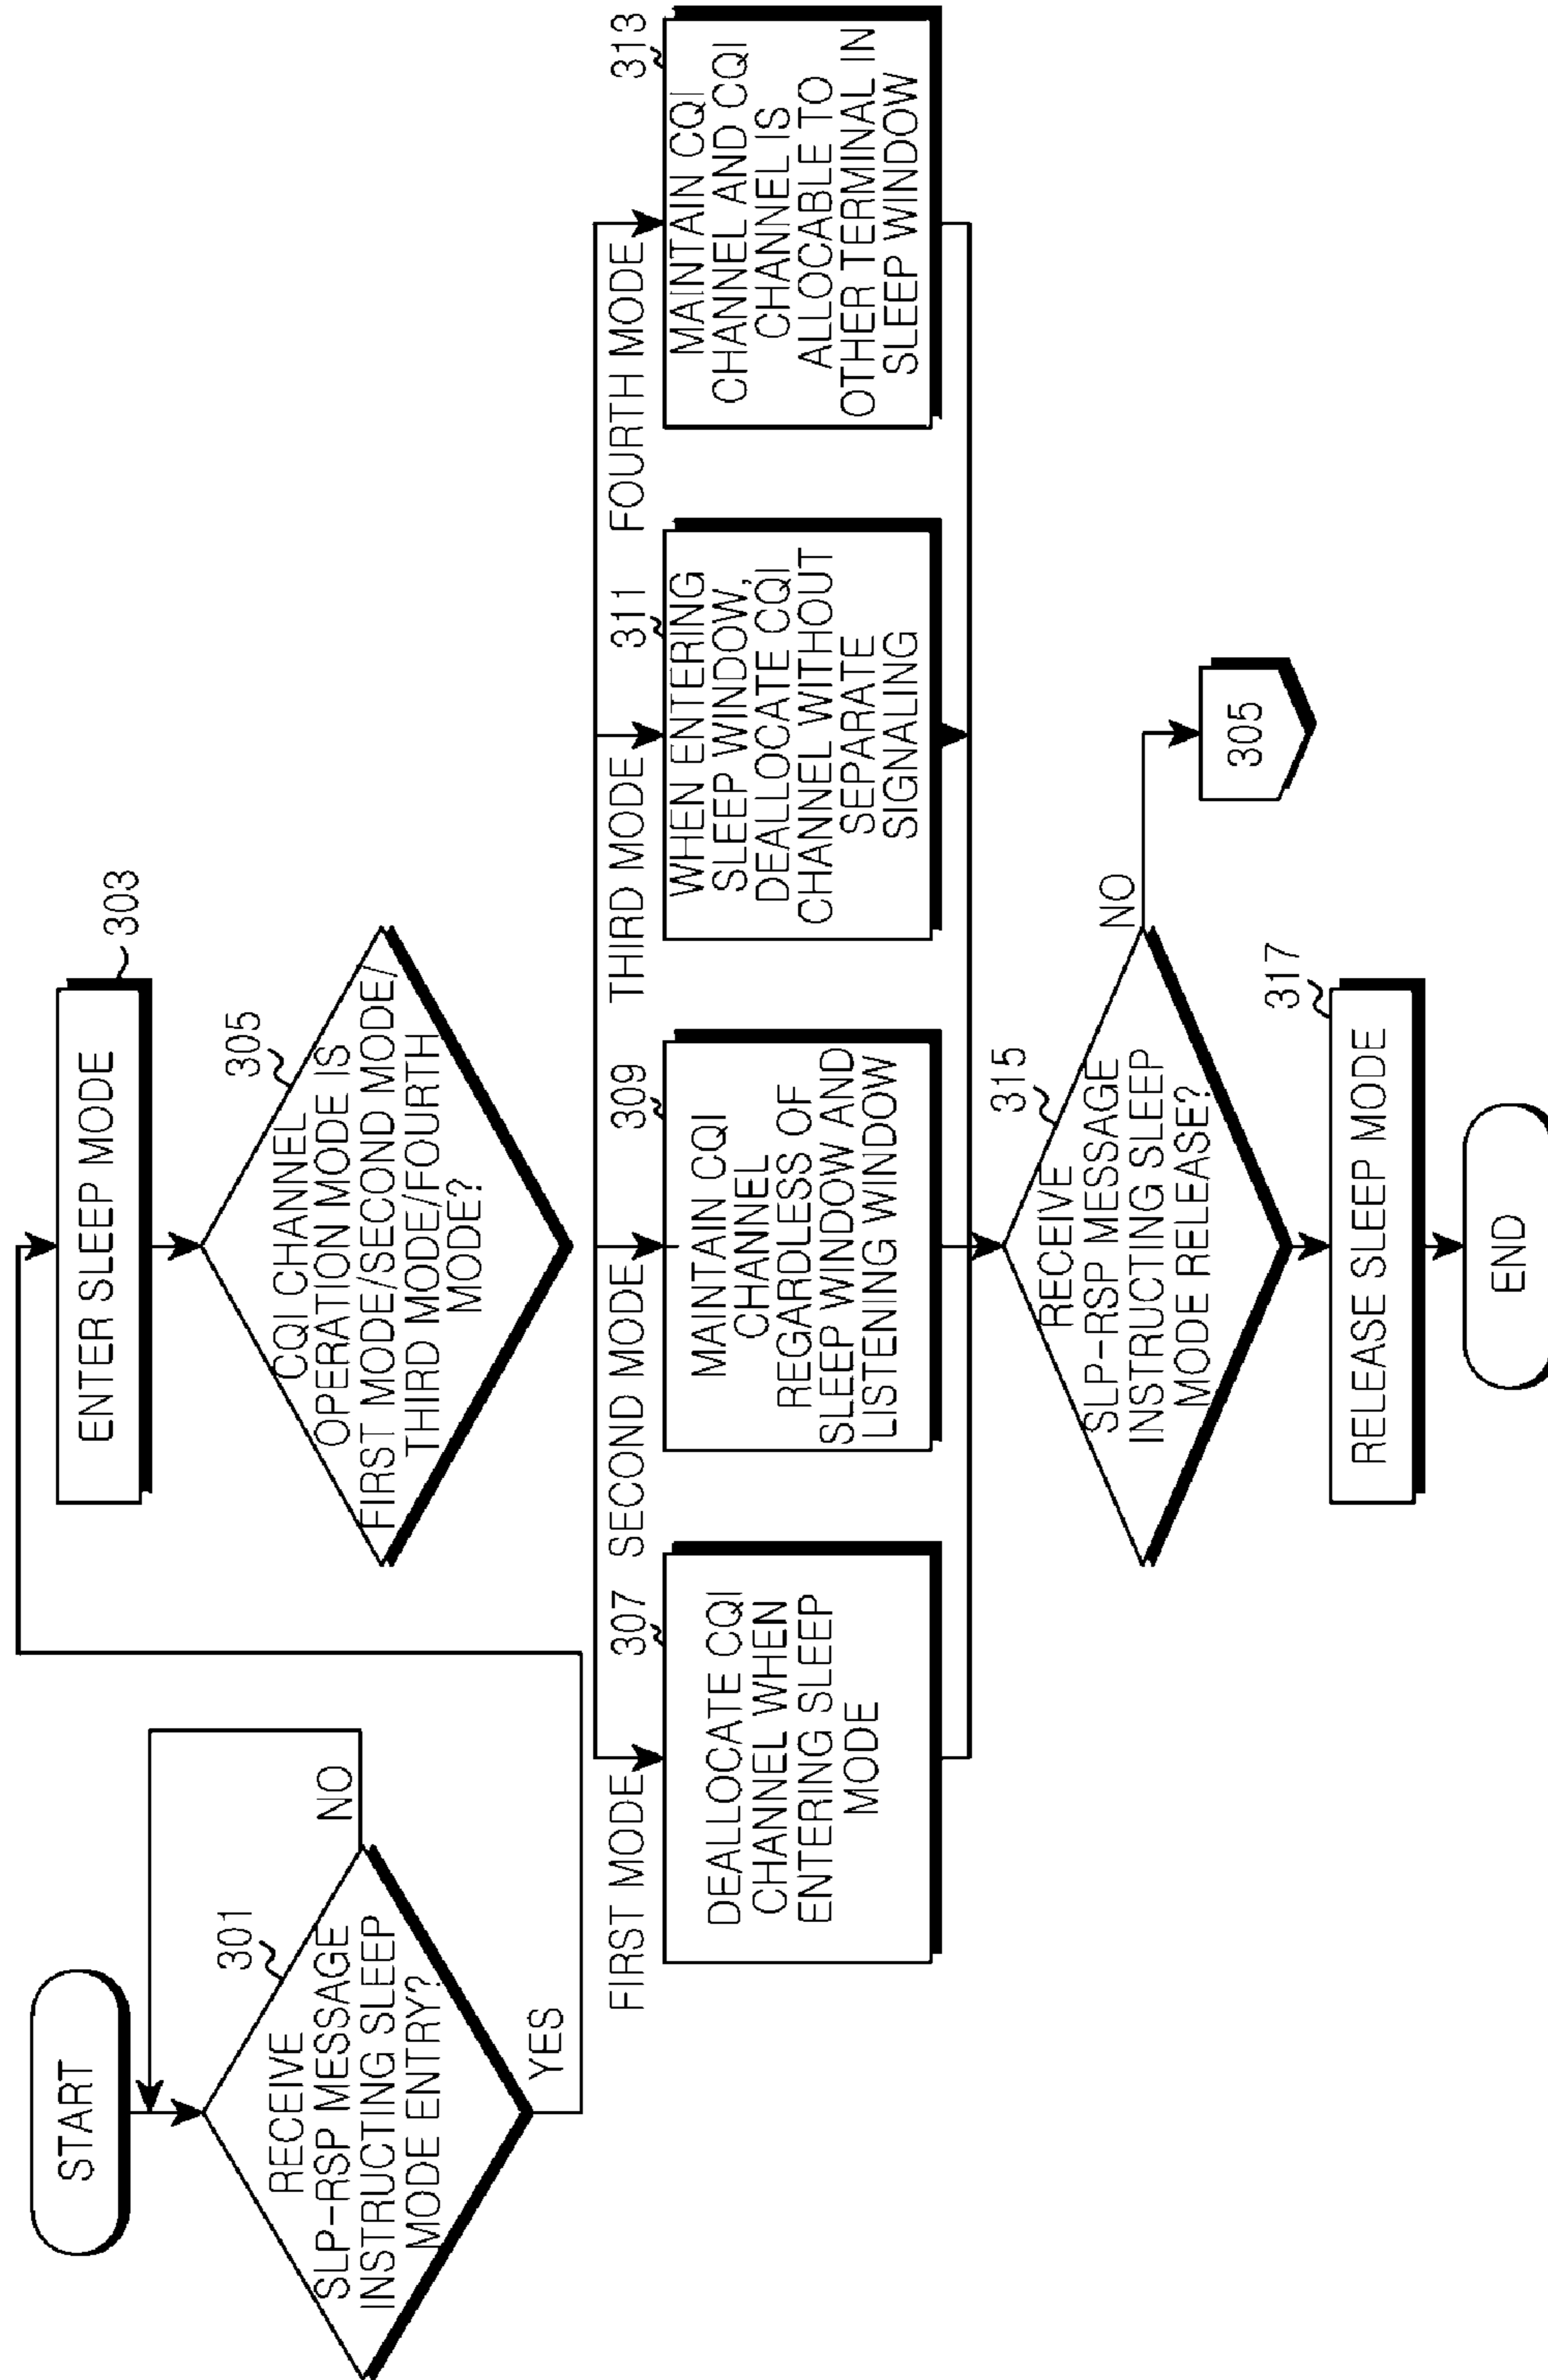 START
301
RECEIVE
SLP-RSP MESSAGE
INSTRUCTING SLEEP
MODE ENTRY?
NO
YES
ENTER SLEEP MODE
303
305
CQI CHANNEL
OPERATION MODE IS
FIRST MODE/SECOND MODE/
THIRD MODE/FOURTH
MODE?
FIRST MODE
307
DEALLOCATE CQI
CHANNEL WHEN
ENTERING SLEEP
MODE
SECOND MODE
309
MAINTAIN CQI
CHANNEL
REGARDLESS OF
SLEEP WINDOW AND
LISTENING WINDOW
THIRD MODE
311
WHEN ENTERING
SLEEP WINDOW,
DEALLOCATE CQI
CHANNEL WITHOUT
SEPARATE
SIGNALING
FOURTH MODE
313
MAINTAIN CQI
CHANNEL AND CQI
CHANNEL IS
ALLOCABLE TO
OTHER TERMINAL IN
SLEEP WINDOW
315
RECEIVE
SLP-RSP MESSAGE
INSTRUCTING SLEEP
MODE RELEASE?
NO
305
317
RELEASE SLEEP MODE
END